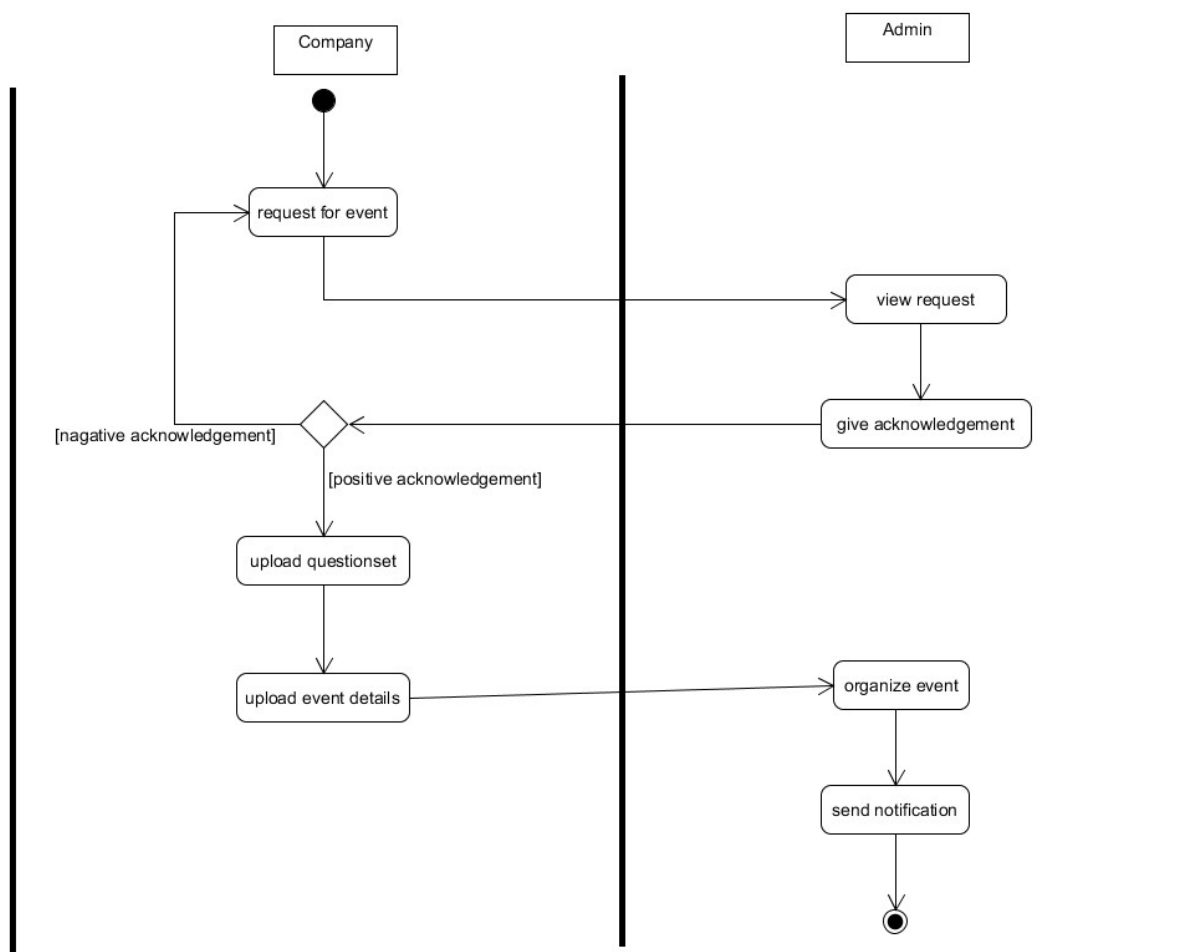 Company
Admin
request for event
view request
give acknowledgement
[nagative acknowledgement]
[positive acknowledgement]
upload questionset
upload event details
organize event
send notification